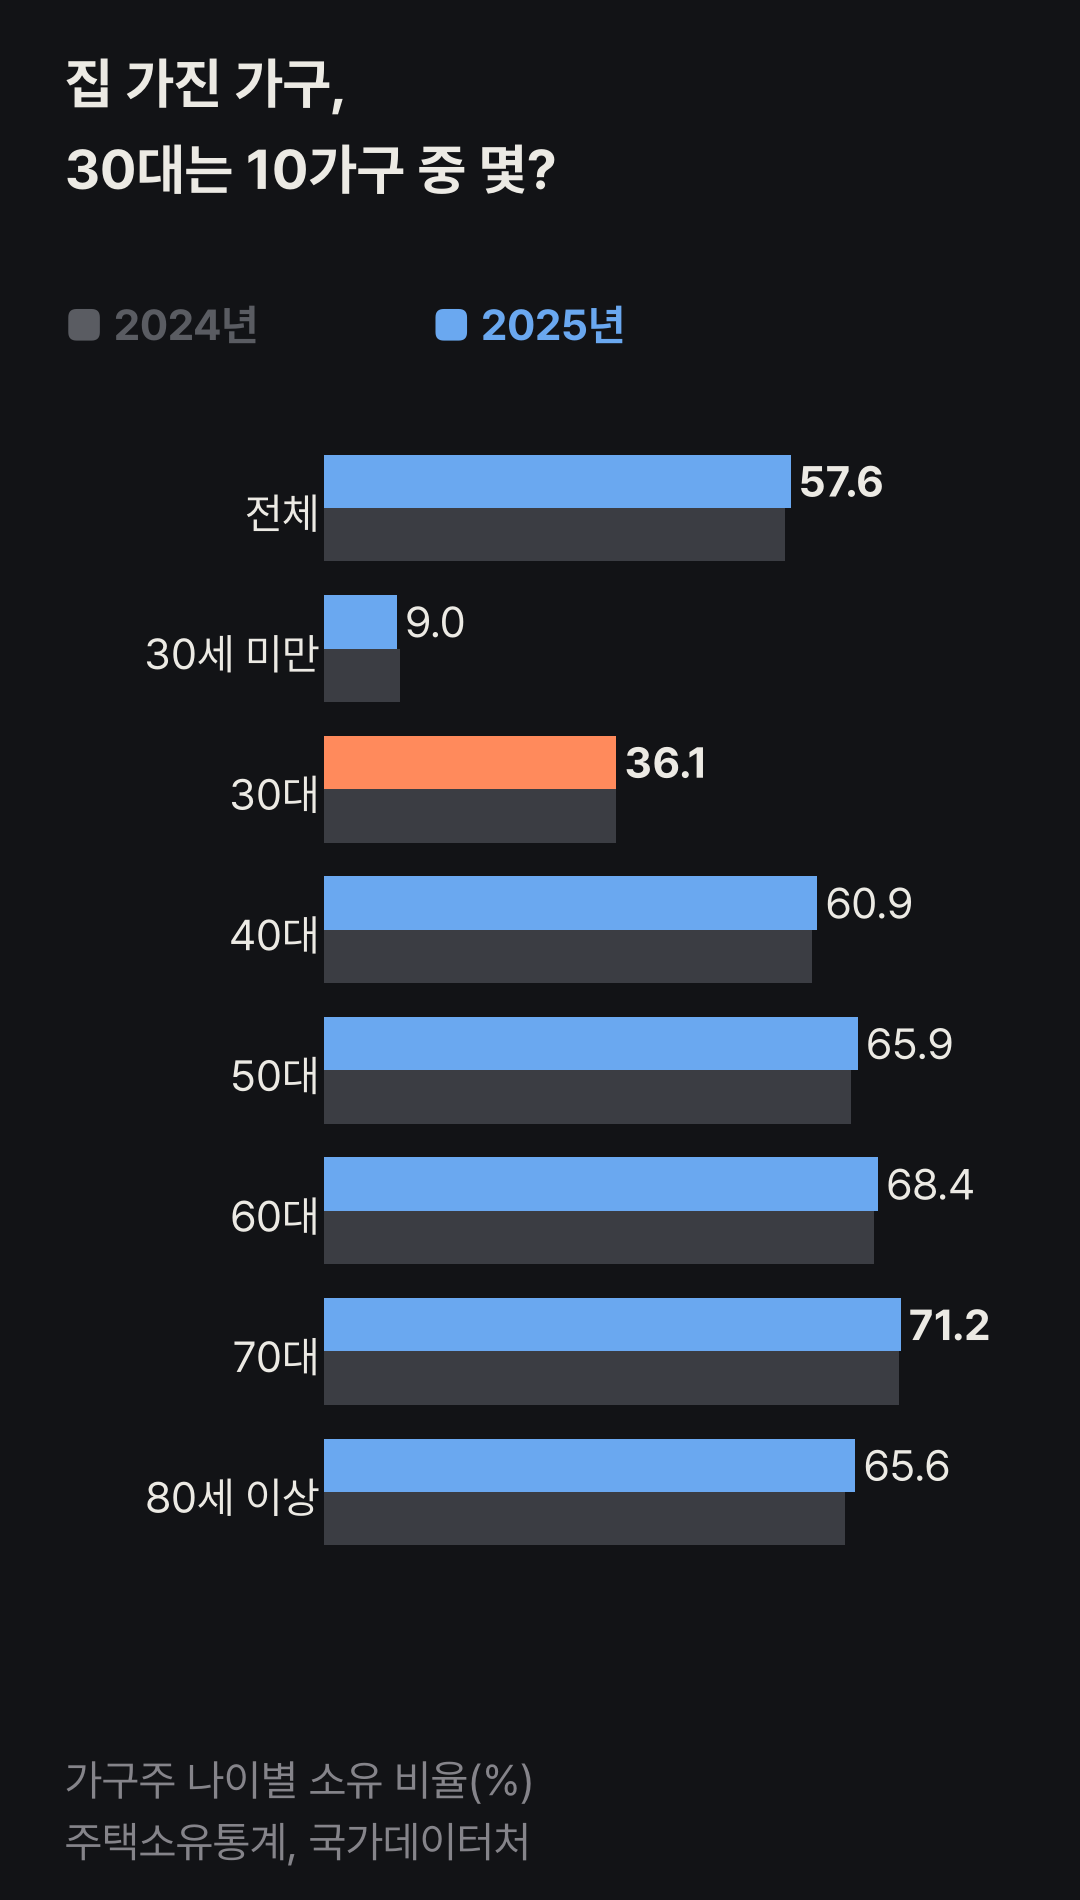 집 가진 가구,
30대는 10가구 중 몇?
2024년 2025년
전체 57.6
30세 미만 9.0
30대 36.1
40대 60.9
50대 65.9
60대 68.4
70대 71.2
80세 이상 65.6
가구주 나이별 소유 비율(%)
주택소유통계, 국가데이터처